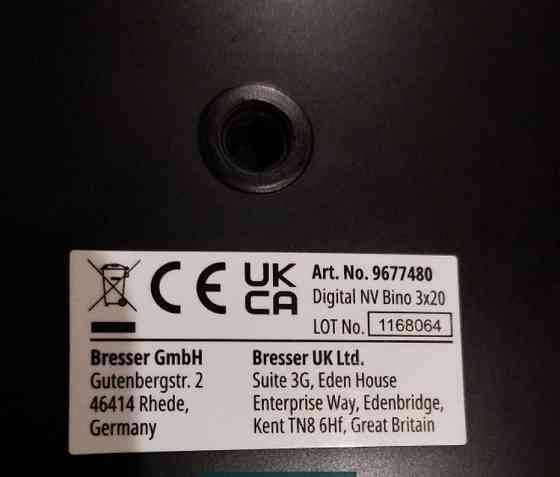 CE UK CA
Art. No. 9677480
Digital NV Bino 3x20
LOT No. 1168064
Bresser GmbH
Gutenbergstr. 2
46414 Rhede,
Germany
Bresser UK Ltd.
Suite 3G, Eden House
Enterprise Way, Edenbridge,
Kent TN8 6Hf, Great Britain